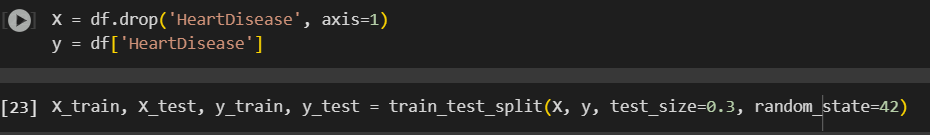 X = df.drop('HeartDisease', axis=1)
y = df['HeartDisease']
[23] X_train, X_test, y_train, y_test = train_test_split(X, y, test_size=0.3, random_state=42)